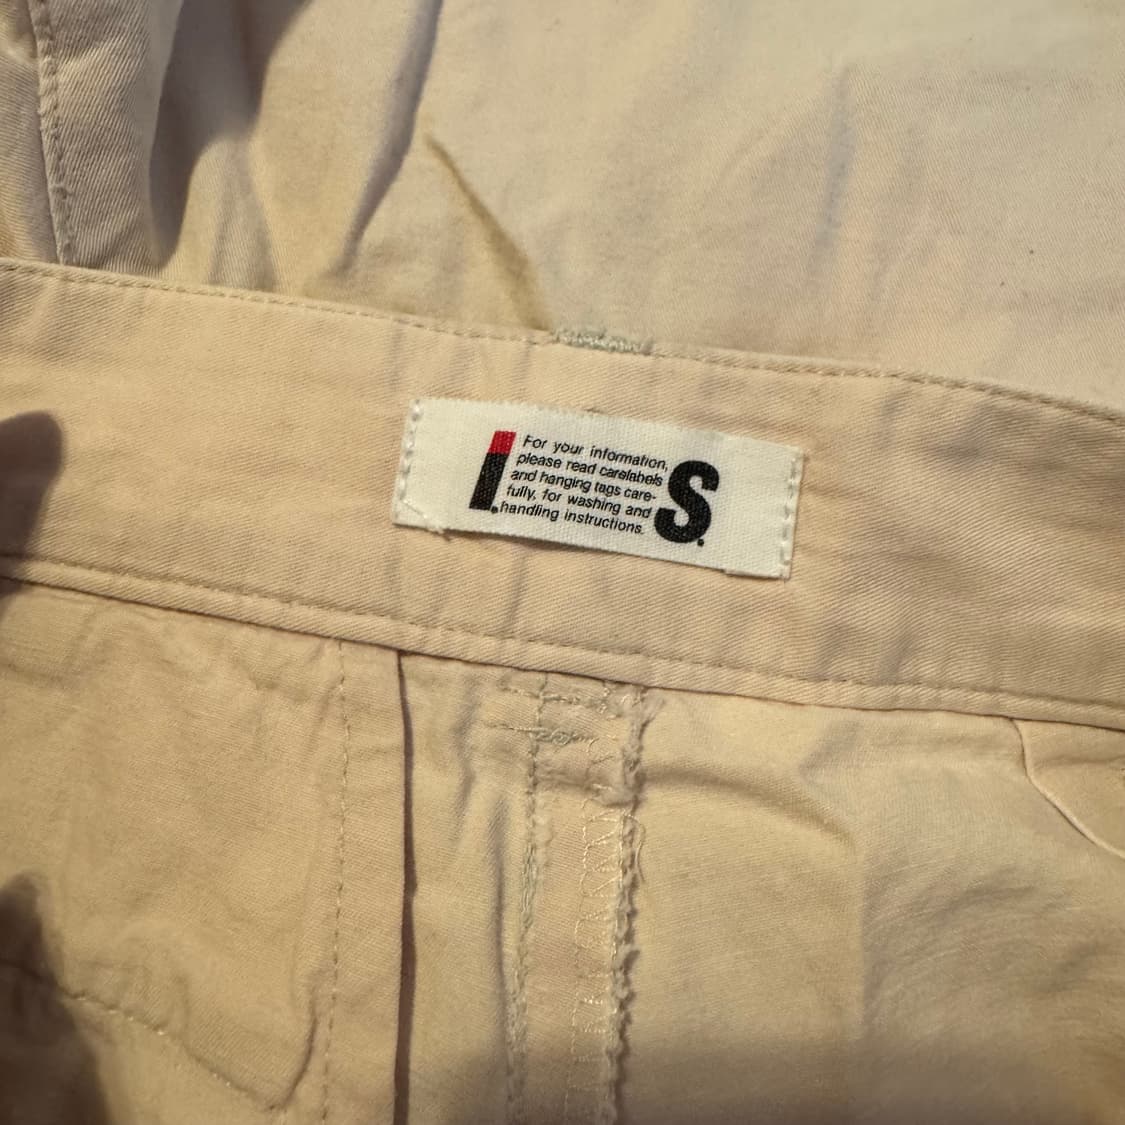 I.
For your information,
please read carelabels
and hanging tags care-
fully, for washing and
handling instructions.
S.